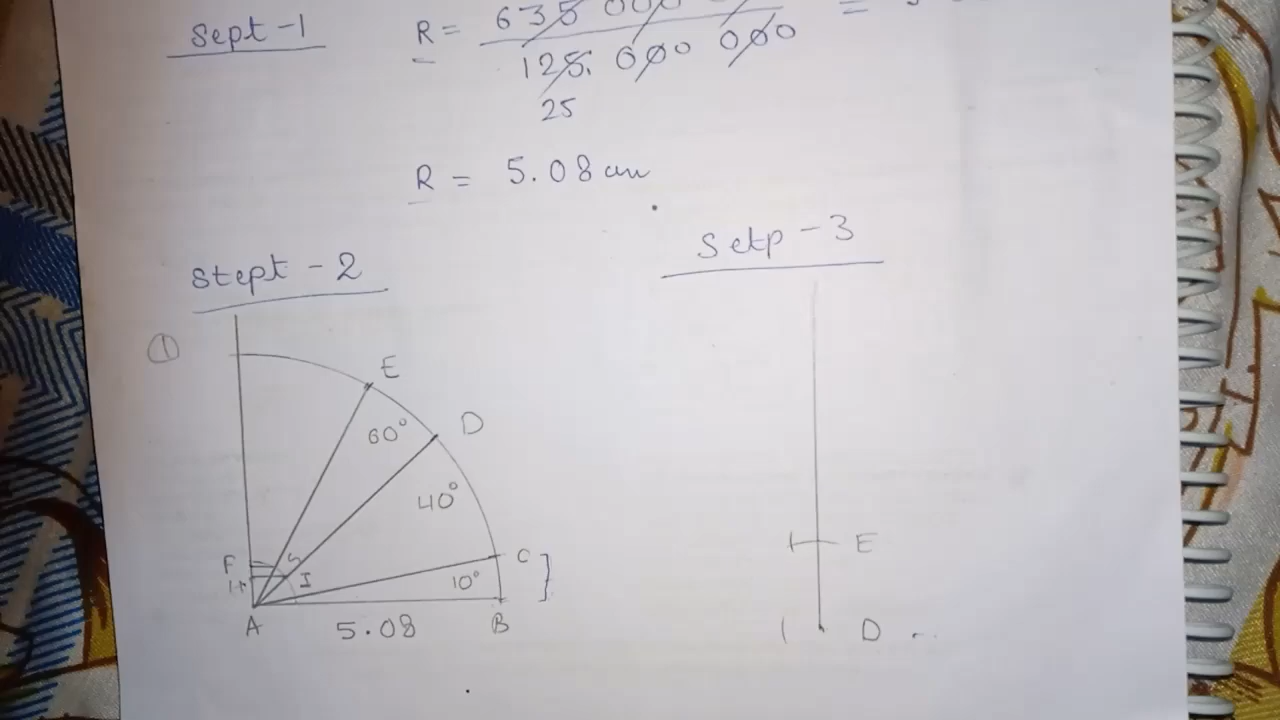 Sept-1
R = 635 000
125 000 000 =
25
R = 5.08 cm
Stept - 2
Setp - 3
①
E
60°
D
40°
C
10°
F
I
A
5.08
B
E
D